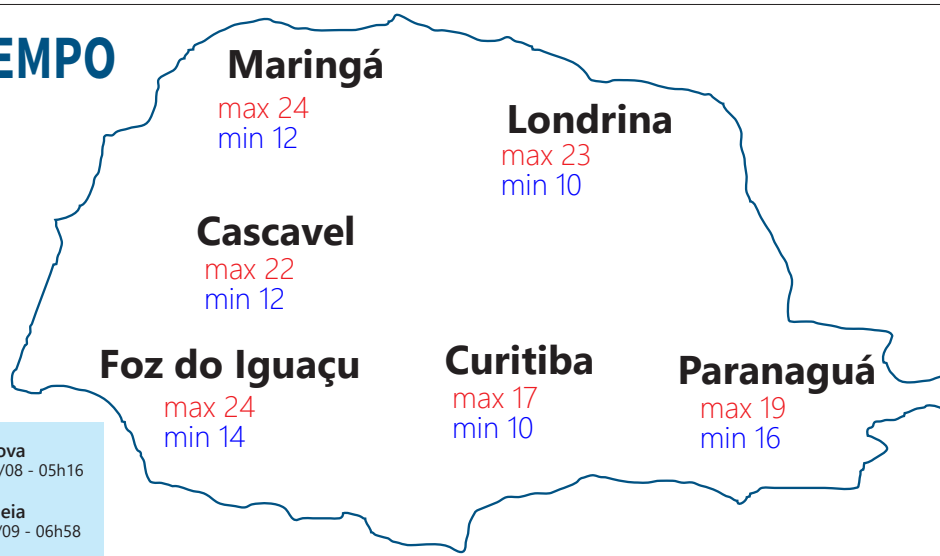 EMPO
Maringá
max 24
min 12
Londrina
max 23
min 10
Cascavel
max 22
min 12
Foz do Iguaçu
max 24
min 14
Curitiba
max 17
min 10
Paranaguá
max 19
min 16
ova
/08 - 05h16
eia
/09 - 06h58